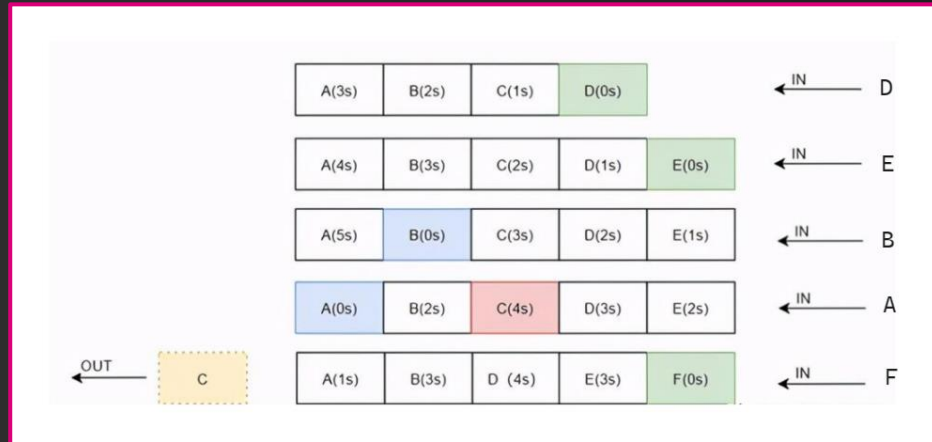 A(3s) B(2s) C(1s) D(0s) IN D
A(4s) B(3s) C(2s) D(1s) E(0s) IN E
A(5s) B(0s) C(3s) D(2s) E(1s) IN B
A(0s) B(2s) C(4s) D(3s) E(2s) IN A
OUT C A(1s) B(3s) D (4s) E(3s) F(0s) IN F